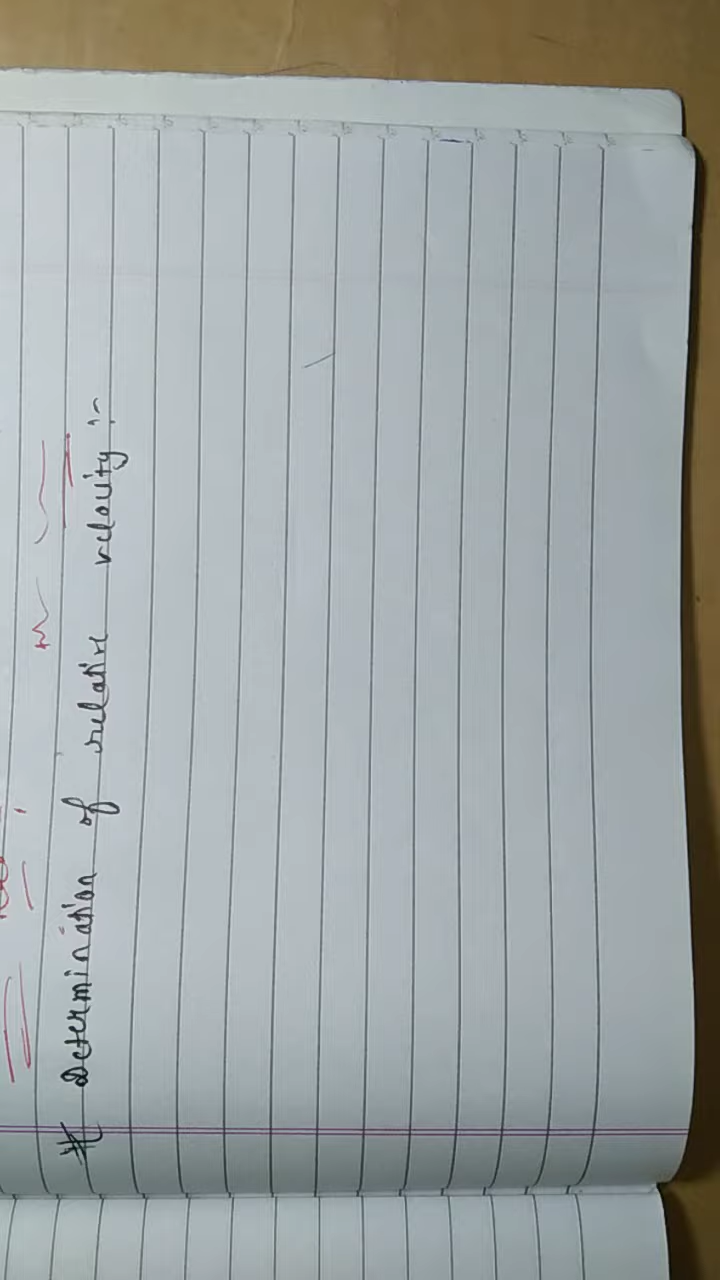 # Determination of relative velocity :-